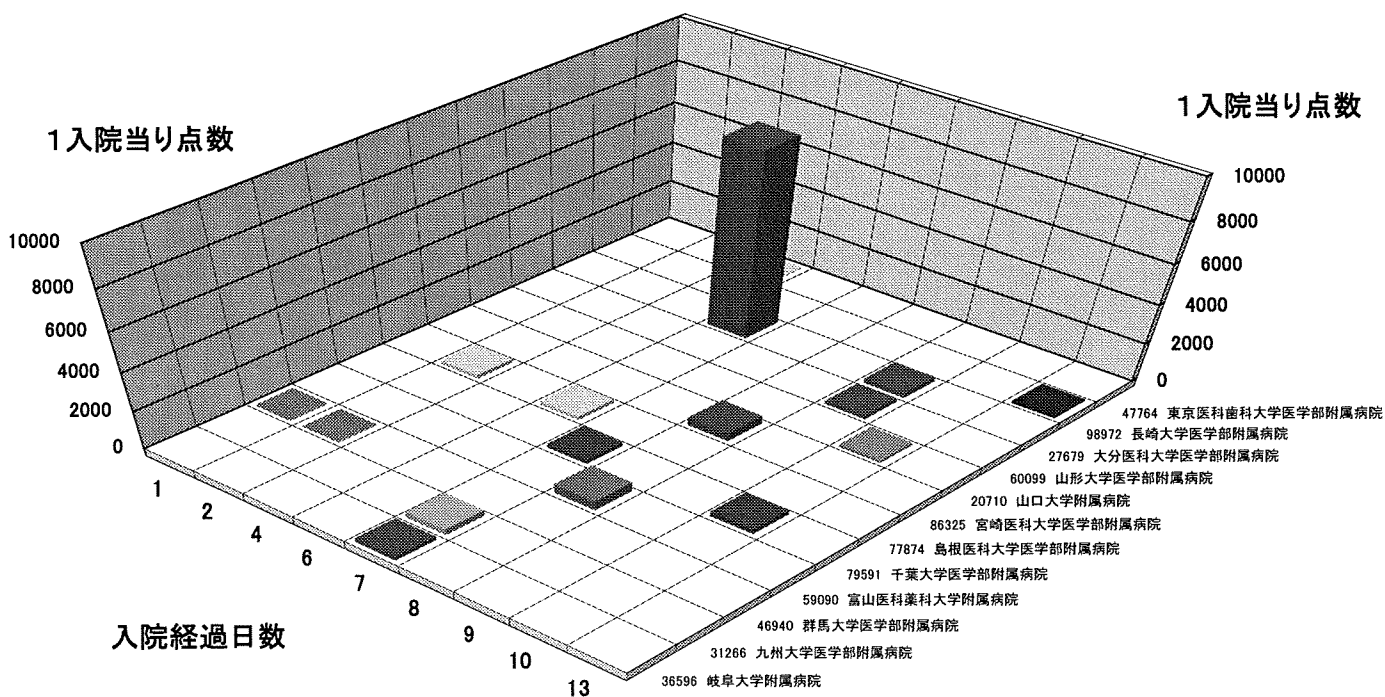 1入院当り点数
10000
8000
6000
4000
2000
0
1入院当り点数
10000
8000
6000
4000
2000
0
1
2
4
6
7
8
9
10
13
入院経過日数
47764 東京医科歯科大学医学部附属病院
98972 長崎大学医学部附属病院
27679 大分医科大学医学部附属病院
60099 山形大学医学部附属病院
20710 山口大学附属病院
86325 宮崎医科大学医学部附属病院
77874 島根医科大学医学部附属病院
79591 千葉大学医学部附属病院
59090 富山医科薬科大学附属病院
46940 群馬大学医学部附属病院
31266 九州大学医学部附属病院
36596 岐阜大学附属病院